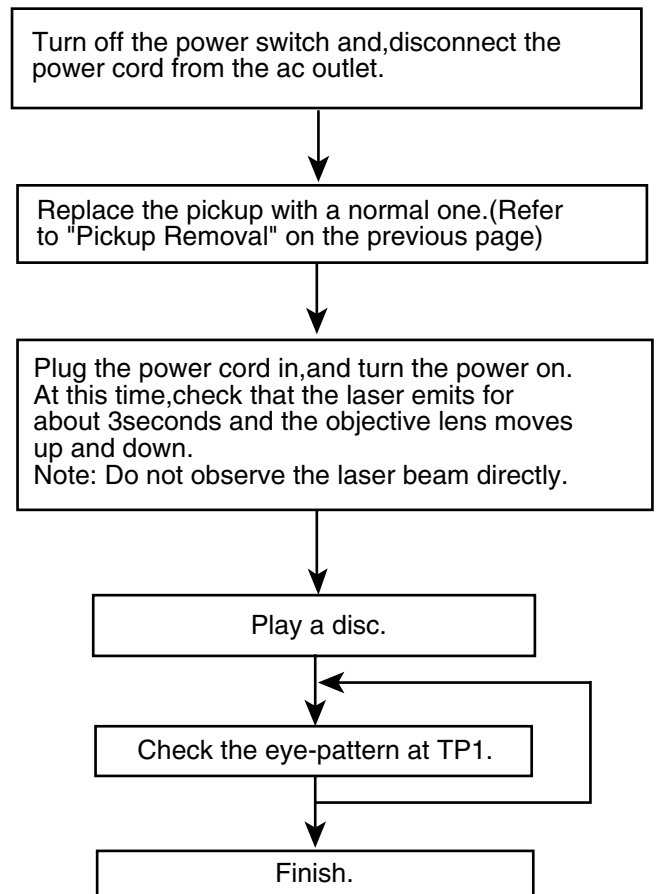 Turn off the power switch and,disconnect the
power cord from the ac outlet.
Replace the pickup with a normal one.(Refer
to "Pickup Removal" on the previous page)
Plug the power cord in,and turn the power on.
At this time,check that the laser emits for
about 3seconds and the objective lens moves
up and down.
Note: Do not observe the laser beam directly.
Play a disc.
Check the eye-pattern at TP1.
Finish.